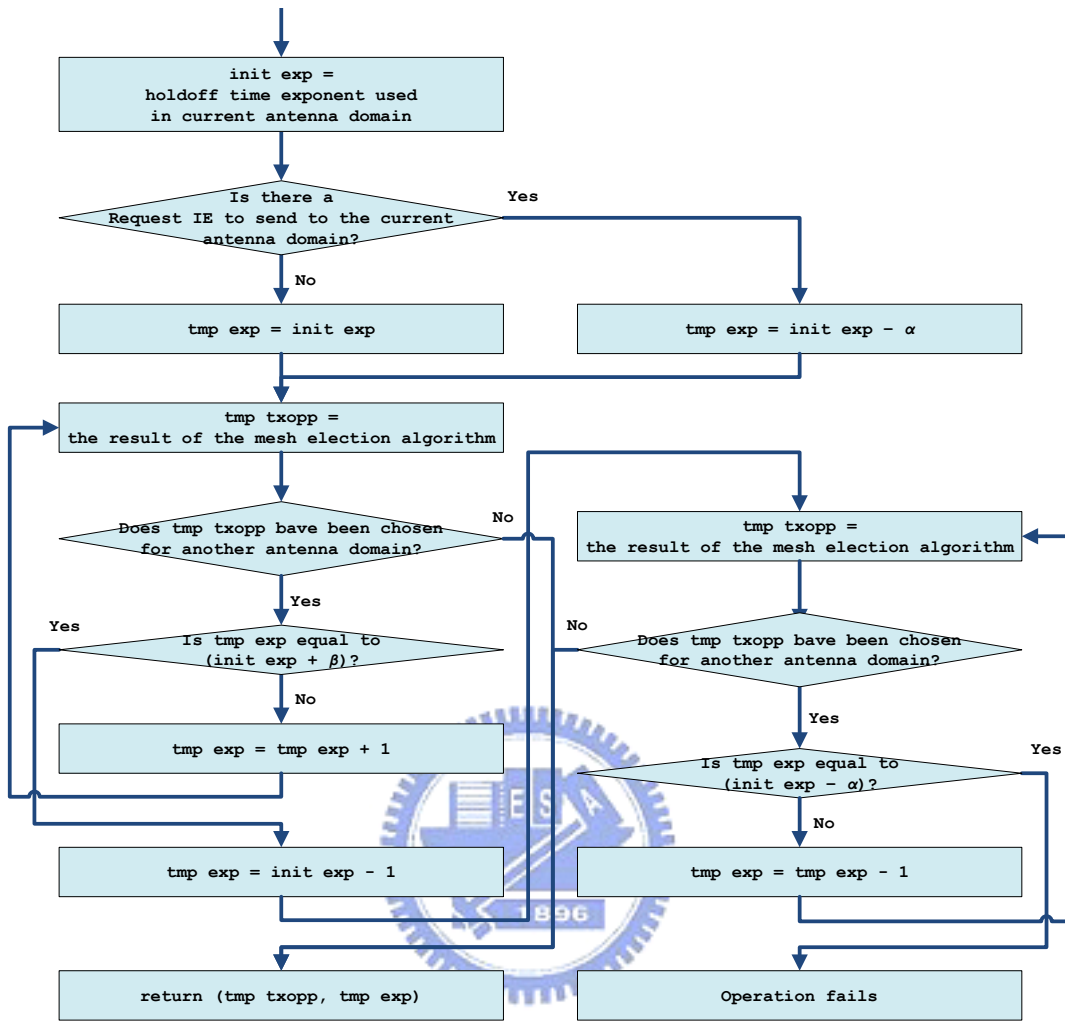 init exp =
holdoff time exponent used
in current antenna domain
Is there a
Request IE to send to the current
antenna domain?
Yes
No
tmp exp = init exp
tmp exp = init exp - α
tmp txopp =
the result of the mesh election algorithm
Does tmp txopp bave been chosen
for another antenna domain?
No
Yes
Yes
Is tmp exp equal to
(init exp + β)?
No
tmp exp = tmp exp + 1
tmp exp = init exp - 1
return (tmp txopp, tmp exp)
tmp txopp =
the result of the mesh election algorithm
No
Does tmp txopp bave been chosen
for another antenna domain?
Yes
Yes
Is tmp exp equal to
(init exp - α)?
No
tmp exp = tmp exp - 1
Operation fails
E S A
1896